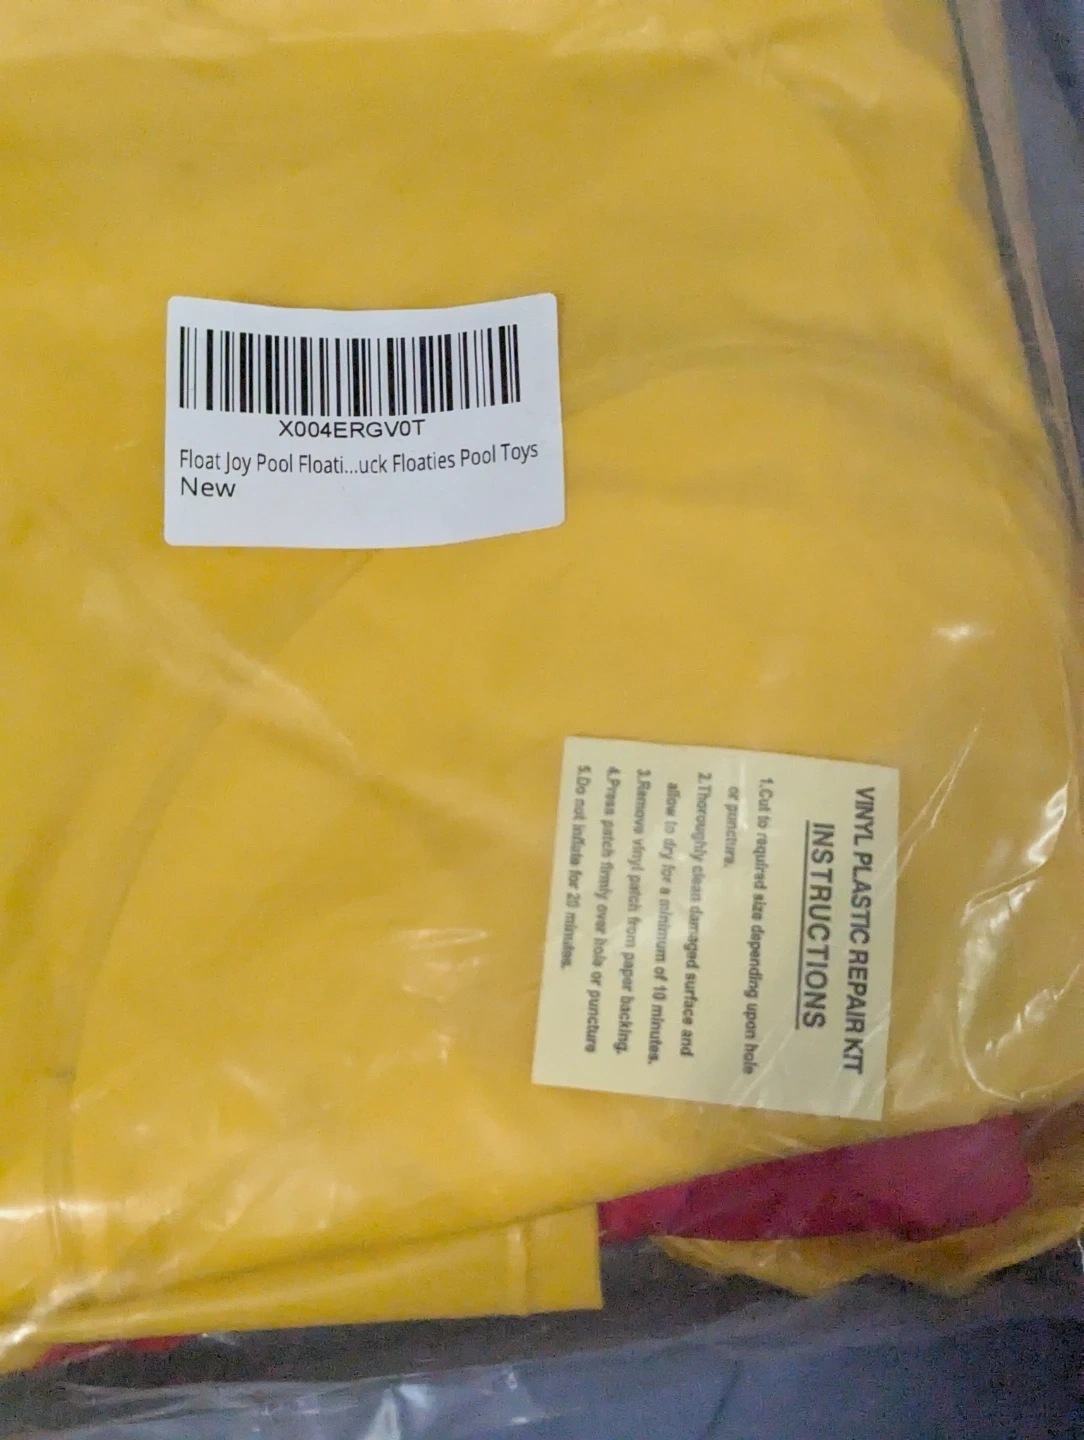 X004ERGV0T
Float Joy Pool Floati...uck Floaties Pool Toys
New
VINYL PLASTIC REPAIR KIT
INSTRUCTIONS
1.Cut to required size depending upon hole
or puncture.
2.Thoroughly clean damaged surface and
allow to dry for a minimum of 10 minutes.
3.Remove vinyl patch from paper backing.
4.Press patch firmly over hole or puncture
5.Do not inflate for 20 minutes.